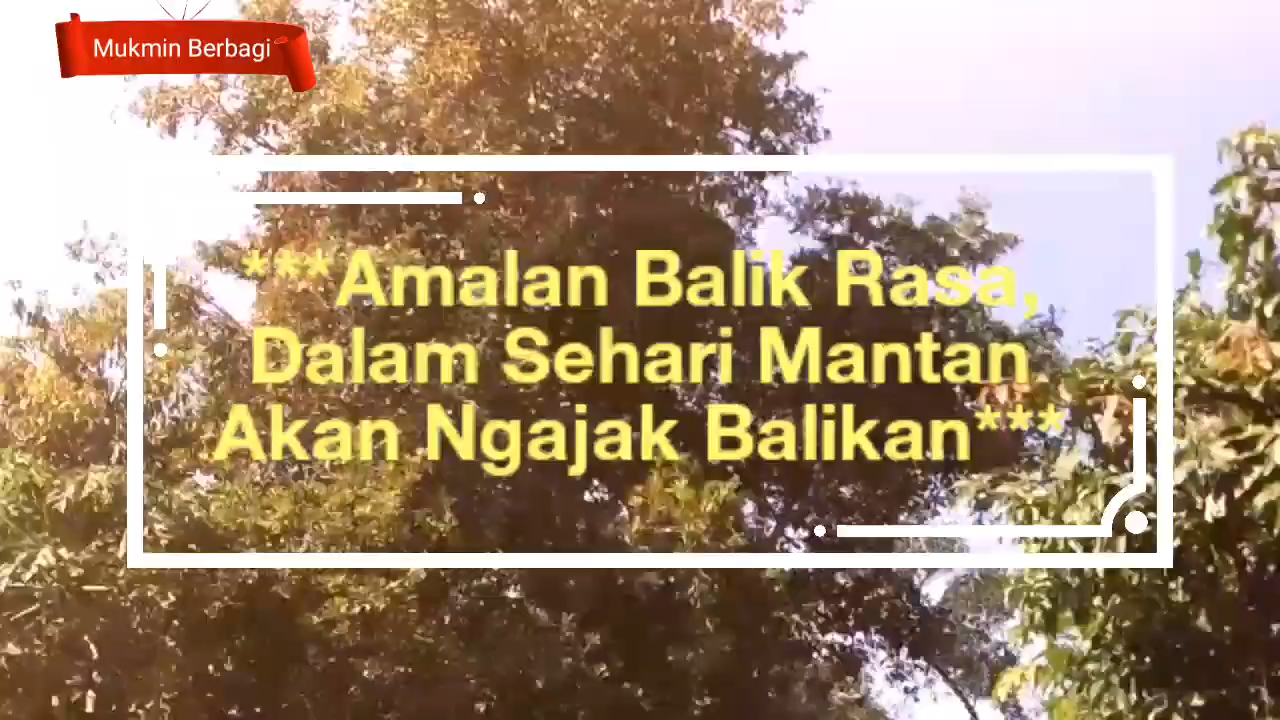 Mukmin Berbagi
***Amalan Balik Rasa,
Dalam Sehari Mantan
Akan Ngajak Balikan***